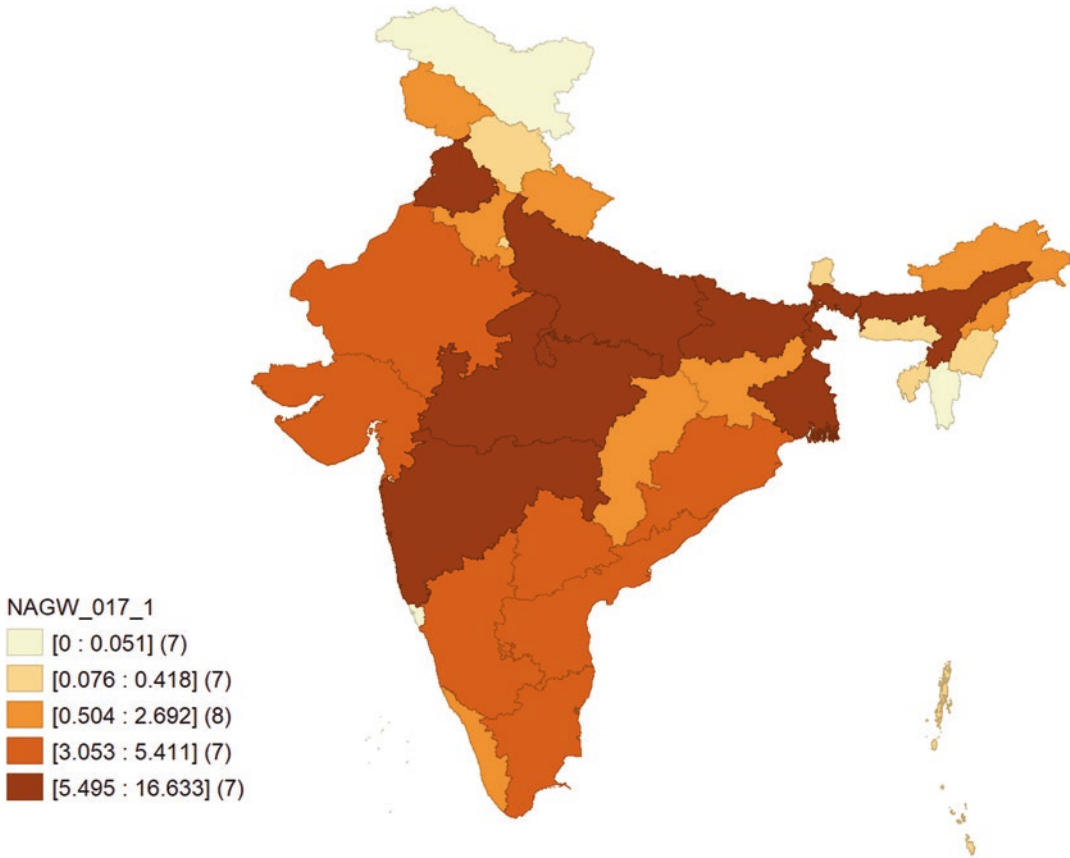 NAGW_017_1
[0 : 0.051] (7)
[0.076 : 0.418] (7)
[0.504 : 2.692] (8)
[3.053 : 5.411] (7)
[5.495 : 16.633] (7)